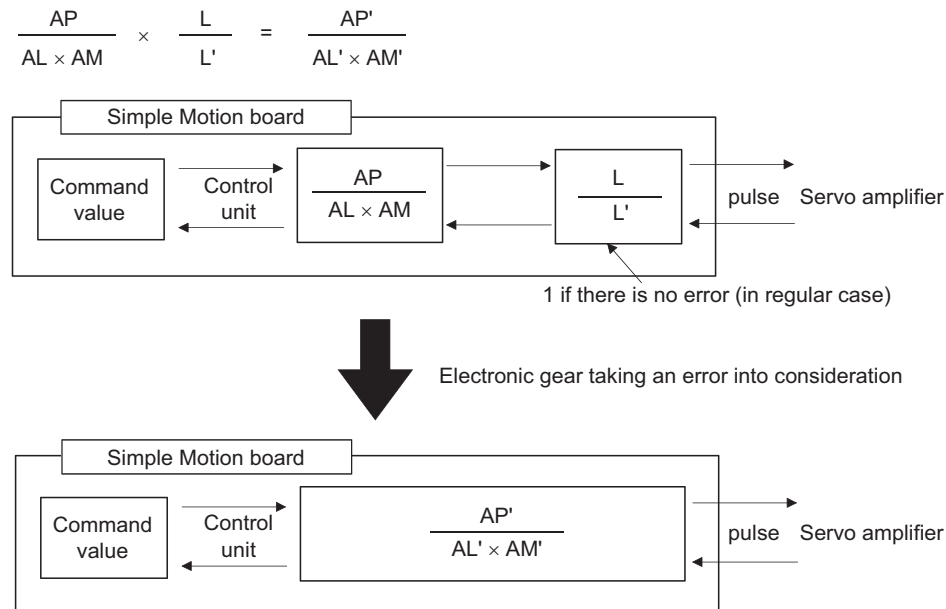 AP L AP'
× =
AL × AM L' AL' × AM'
Simple Motion board
Command
value
Control
unit
AP
AL × AM
L
L'
pulse Servo amplifier
1 if there is no error (in regular case)
Electronic gear taking an error into consideration
Simple Motion board
Command
value
Control
unit
AP'
AL' × AM'
pulse Servo amplifier